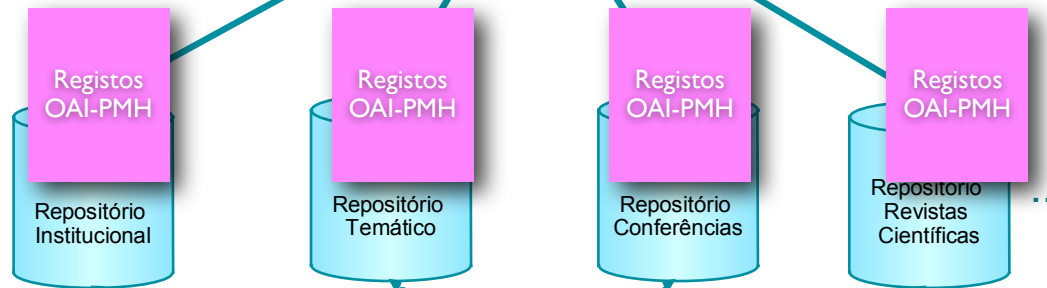 Registos
OAI-PMH
Registos
OAI-PMH
Registos
OAI-PMH
Registos
OAI-PMH
Repositório
Institucional
Repositório
Temático
Repositório
Conferências
Repositório
Revistas
Científicas
..